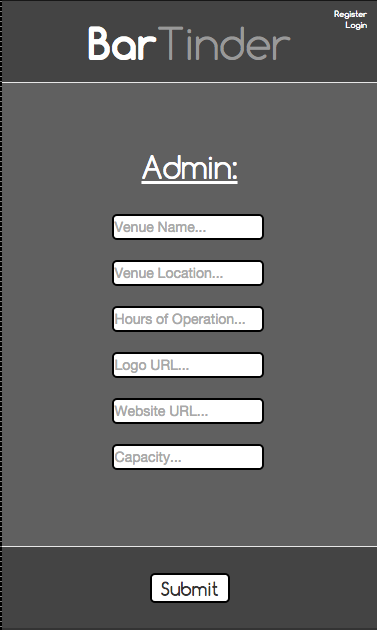 Register
Login
BarTinder
Admin:
Venue Name...
Venue Location...
Hours of Operation...
Logo URL...
Website URL...
Capacity...
Submit